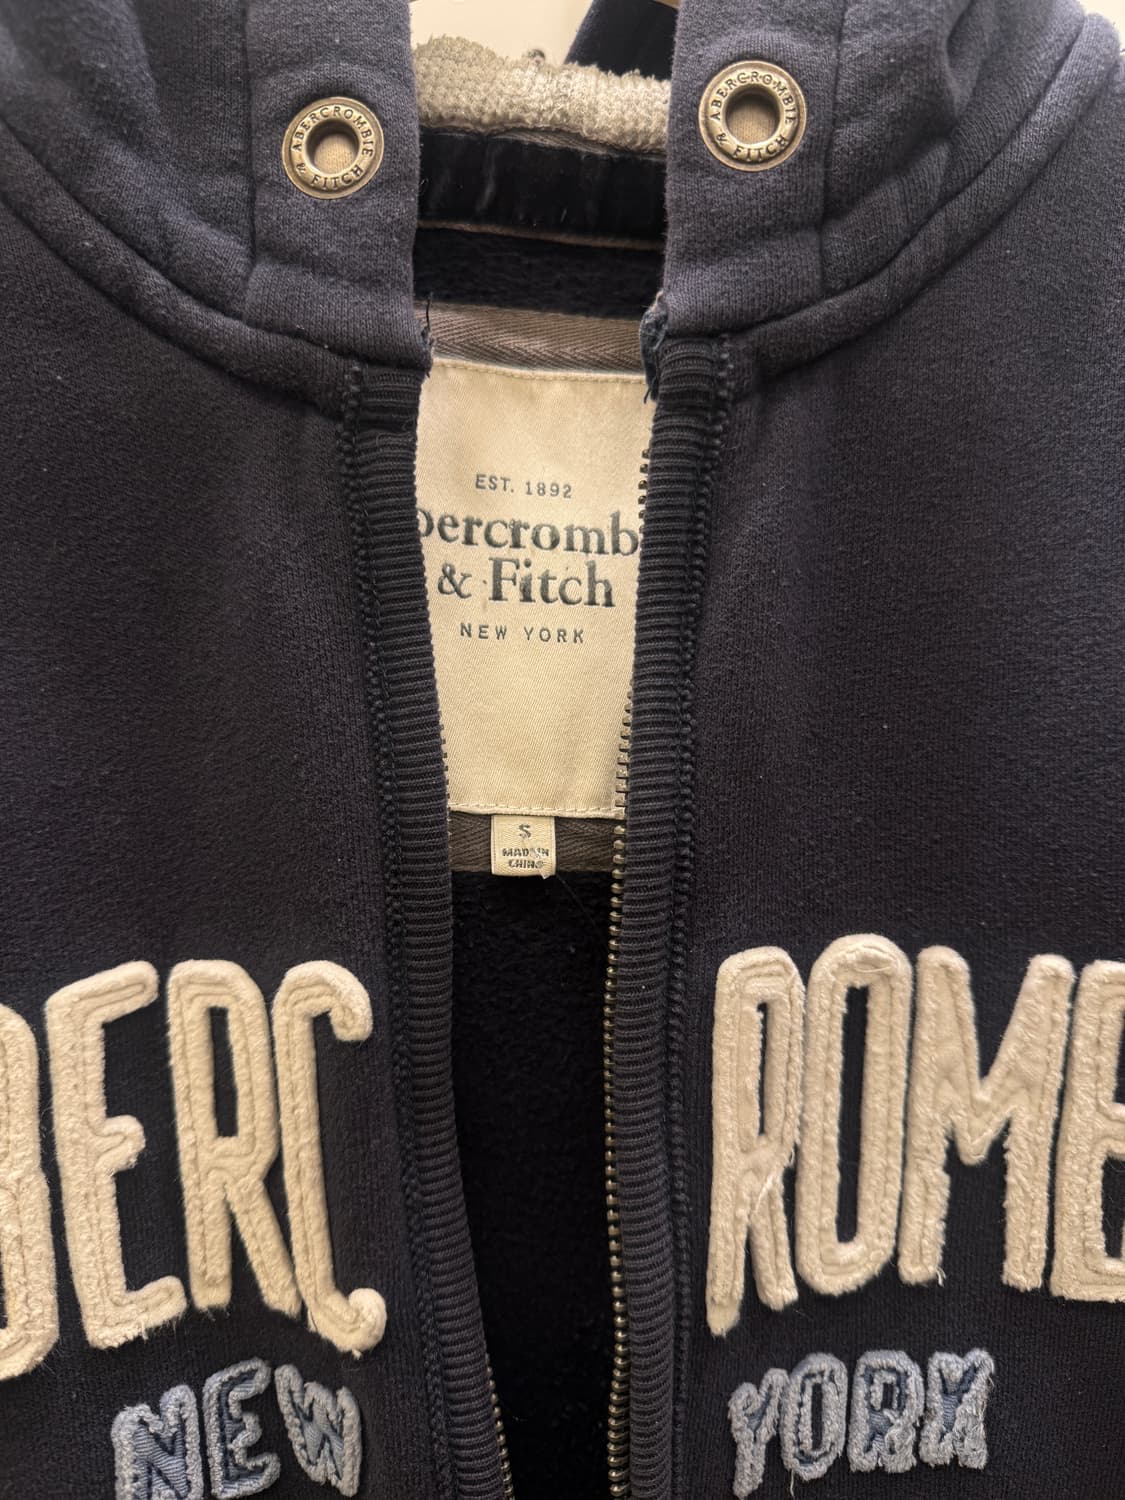 ABERCROMBIE & FITCH
ABERCROMBIE & FITCH
EST. 1892
bercromb
& Fitch
NEW YORK
S
MADE IN
CHINA
BERC ROMB
NEW YORK